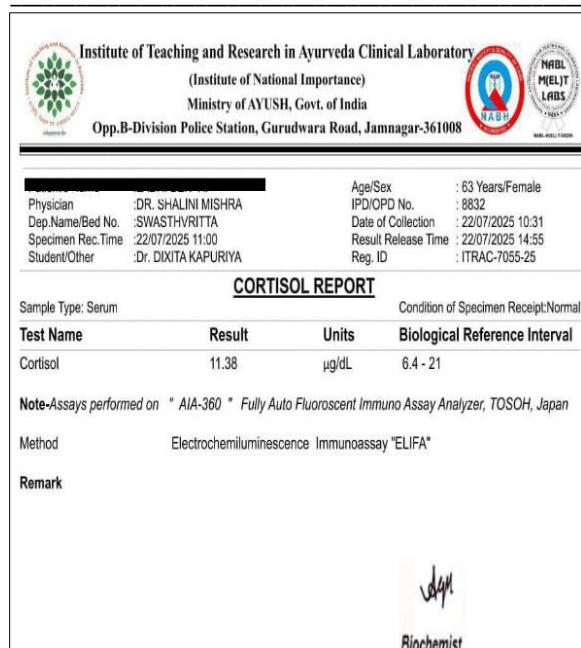 Institute of Teaching and Research in Ayurveda Clinical Laboratory
(Institute of National Importance)
Ministry of AYUSH, Govt. of India
Opp.B-Division Police Station, Gurudwara Road, Jamnagar-361008
NABH
NABL
M(EL)T
LABS
Age/Sex : 63 Years/Female
Physician :DR. SHALINI MISHRA IPD/OPD No. : 8832
Dep.Name/Bed No. :SWASTHVRITTA Date of Collection : 22/07/2025 10:31
Specimen Rec.Time :22/07/2025 11:00 Result Release Time : 22/07/2025 14:55
Student/Other :Dr. DIXITA KAPURIYA Reg. ID : ITRAC-7055-25
CORTISOL REPORT
Sample Type: Serum Condition of Specimen Receipt:Normal
Test Name Result Units Biological Reference Interval
Cortisol 11.38 µg/dL 6.4 - 21
Note-Assays performed on " AIA-360 " Fully Auto Fluoroscent Immuno Assay Analyzer, TOSOH, Japan
Method Electrochemiluminescence Immunoassay "ELIFA"
Remark
Biochemist